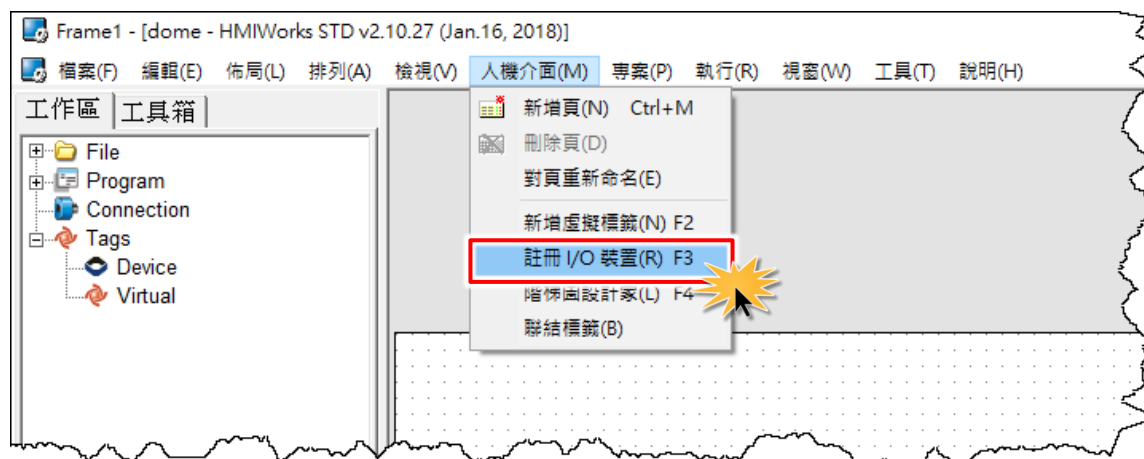 Frame1 - [dome - HMIWorks STD v2.10.27 (Jan.16, 2018)]
檔案(F) 編輯(E) 佈局(L) 排列(A) 檢視(V) 人機介面(M) 專案(P) 執行(R) 視窗(W) 工具(T) 說明(H)
工作區 工具箱
File
Program
Connection
Tags
Device
Virtual
新增頁(N) Ctrl+M
刪除頁(D)
對頁重新命名(E)
新增虛擬標籤(N) F2
註冊 I/O 裝置(R) F3
階梯圖設計家(L) F4
聯結標籤(B)